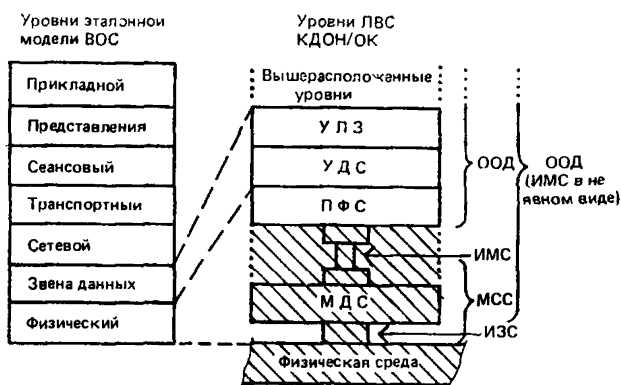 Уровни эталонной
модели ВОС
Уровни ЛВС
КДОН/ОК
Прикладной
Представления
Сеансовый
Транспортный
Сетевой
Звена данных
Физический
Вышерасположенные
уровни
УЛЗ
УДС
ПФС
МДС
Физическая среда
ООД
ООД
(ИМС в не
явном виде)
ИМС
МСС
ИЗС